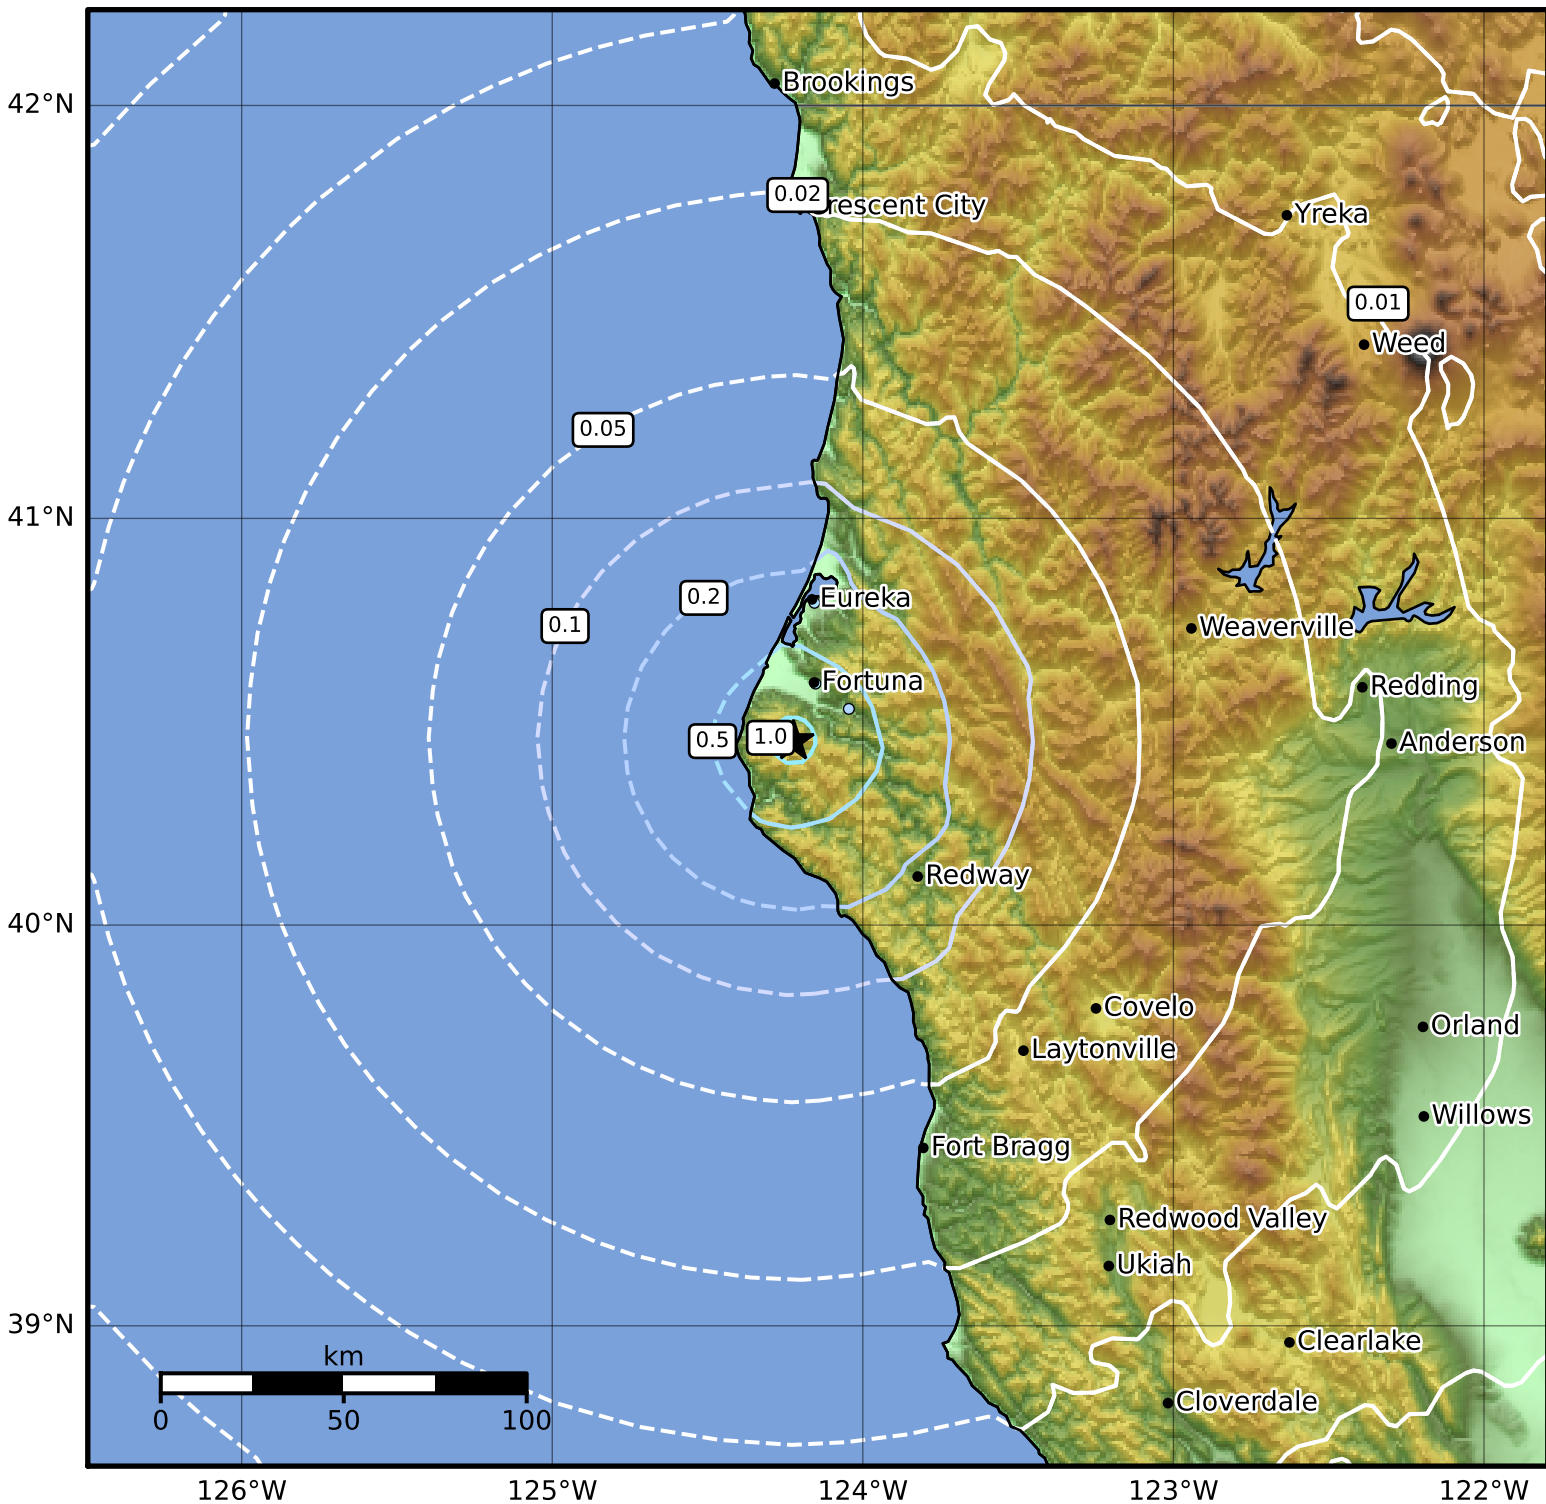 Brookings
42°N
0.02
rescent City
Yreka
0.01
Weed
0.05
41°N
0.2
Eureka
0.1
Weaverville
Fortuna
Redding
0.5
1.0
Anderson
Redway
40°N
Covelo
Orland
Laytonville
Willows
Fort Bragg
Redwood Valley
Ukiah
39°N
Clearlake
km
Cloverdale
0 50 100
126°W 125°W 124°W 123°W 122°W